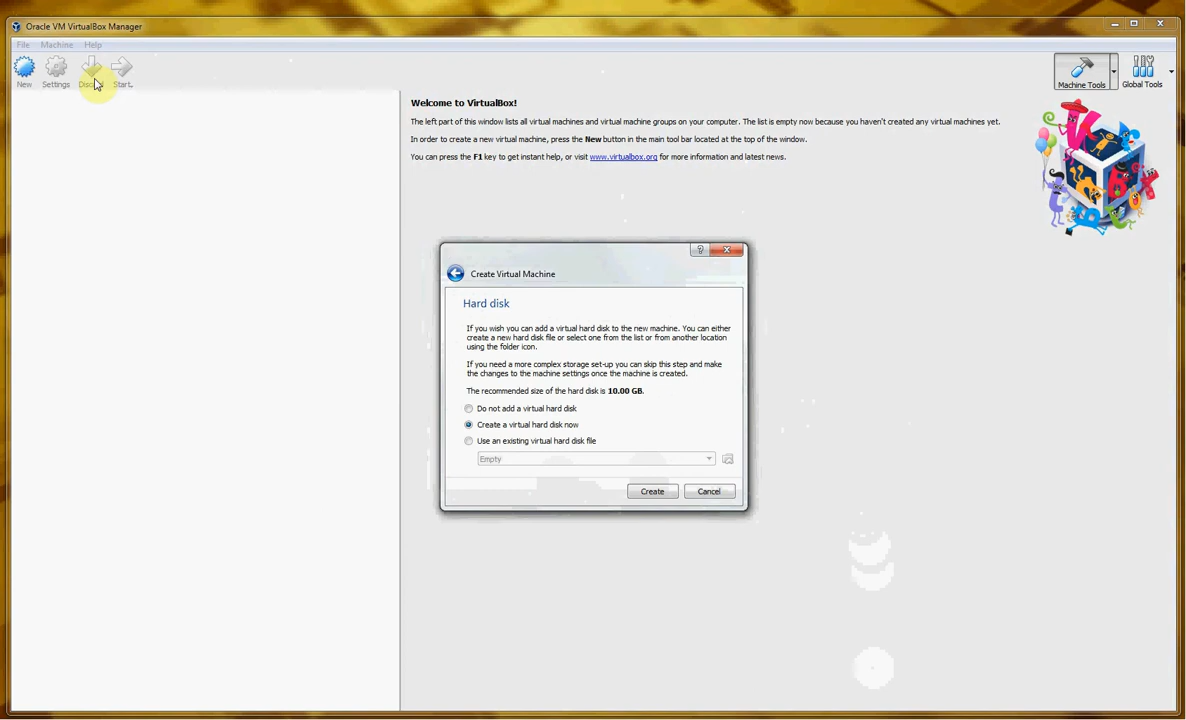 Oracle VM VirtualBox Manager
File Machine Help
New Settings Start
Machine Tools Global Tools
Welcome to VirtualBox!
The left part of this window lists all virtual machines and virtual machine groups on your computer. The list is empty now because you haven't created any virtual machines yet.
In order to create a new virtual machine, press the New button in the main tool bar located at the top of the window.
You can press the F1 key to get instant help, or visit www.virtualbox.org for more information and latest news.
Create Virtual Machine
Hard disk
If you wish you can add a virtual hard disk to the new machine. You can either
create a new hard disk file or select one from the list or from another location
using the folder icon.
If you need a more complex storage set-up you can skip this step and make
the changes to the machine settings once the machine is created.
The recommended size of the hard disk is 10.00 GB.
Do not add a virtual hard disk
Create a virtual hard disk now
Use an existing virtual hard disk file
Empty
Create Cancel